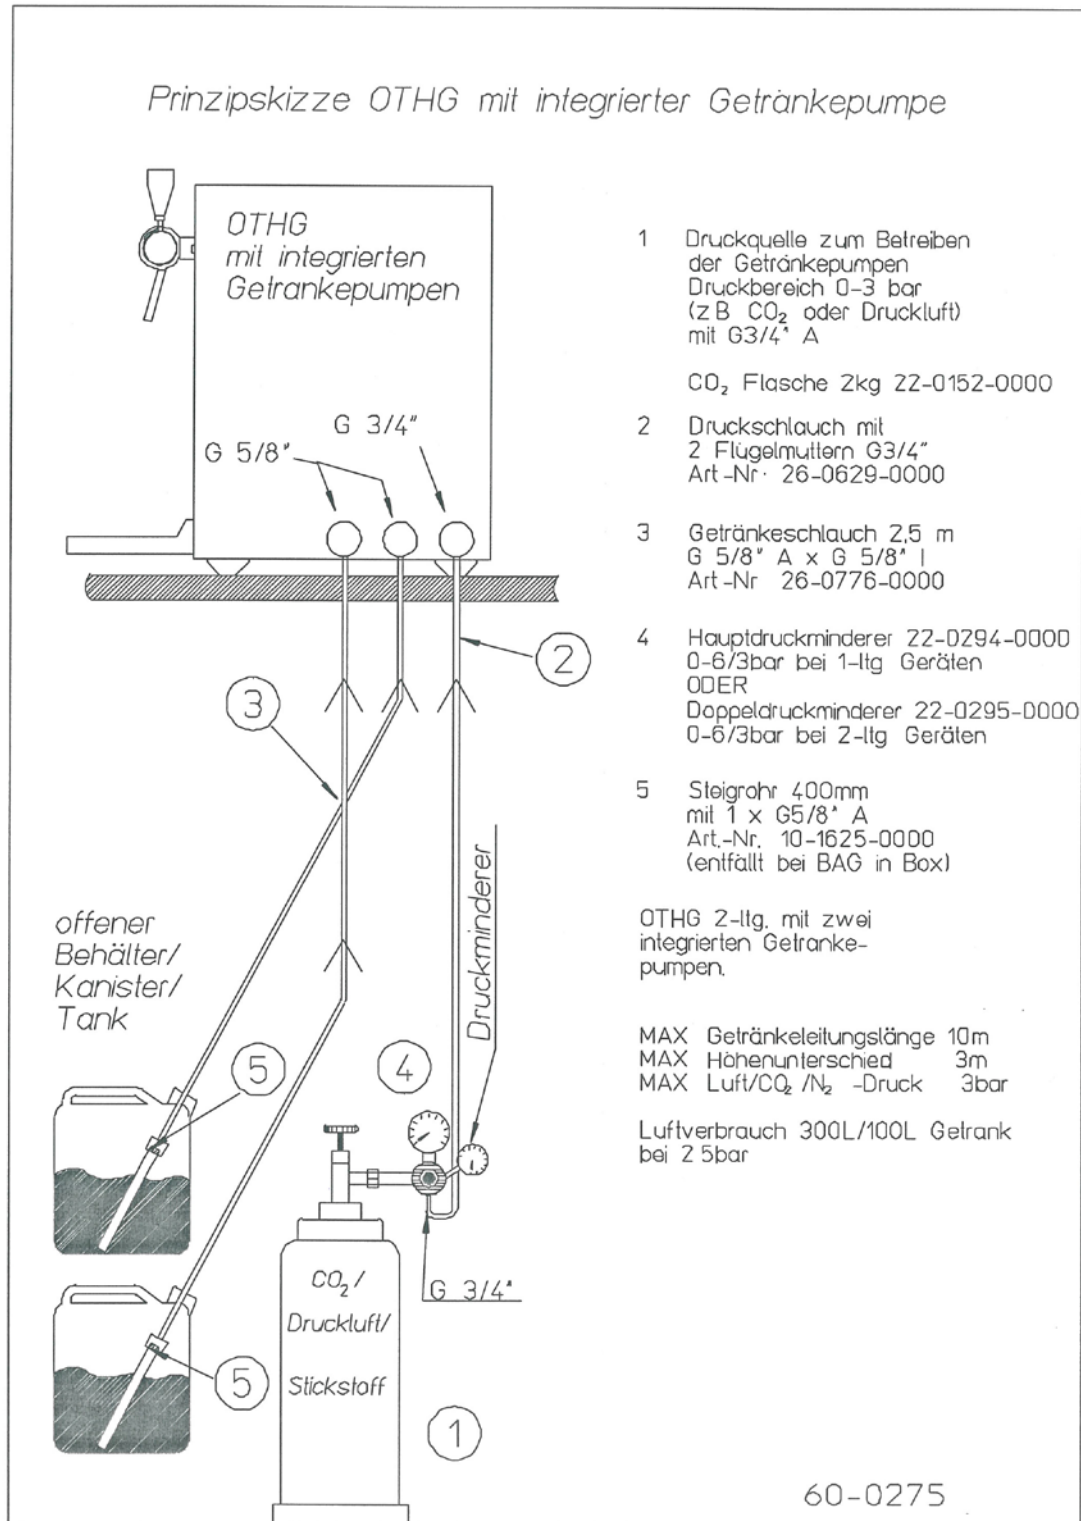 Prinzipskizze OTHG mit integrierter Getränkepumpe
OTHG
mit integrierten
Getrankepumpen
G 3/4"
G 5/8"
2
3
offener
Behälter/
Kanister/
Tank
5
4
Druckminderer
G 3/4"
CO₂/
Druckluft/
Stickstoff
5
1
1 Druckquelle zum Betreiben
der Getränkepumpen
Druckbereich 0-3 bar
(z B CO₂ oder Druckluft)
mit G3/4" A
CO₂ Flasche 2kg 22-0152-0000
2 Druckschlauch mit
2 Flügelmuttern G3/4"
Art-Nr· 26-0629-0000
3 Getränkeschlauch 2,5 m
G 5/8" A x G 5/8" I
Art-Nr 26-0776-0000
4 Hauptdruckminderer 22-0294-0000
0-6/3bar bei 1-ltg Geräten
ODER
Doppeldruckminderer 22-0295-0000
0-6/3bar bei 2-ltg Geräten
5 Steigrohr 400mm
mit 1 x G5/8" A
Art.-Nr. 10-1625-0000
(entfällt bei BAG in Box)
OTHG 2-ltg. mit zwei
integrierten Getranke-
pumpen.
MAX Getränkeleitungslänge 10m
MAX Höhenunterschied 3m
MAX Luft/CO₂/N₂ -Druck 3bar
Luftverbrauch 300L/100L Getrank
bei 2 5bar
60-0275